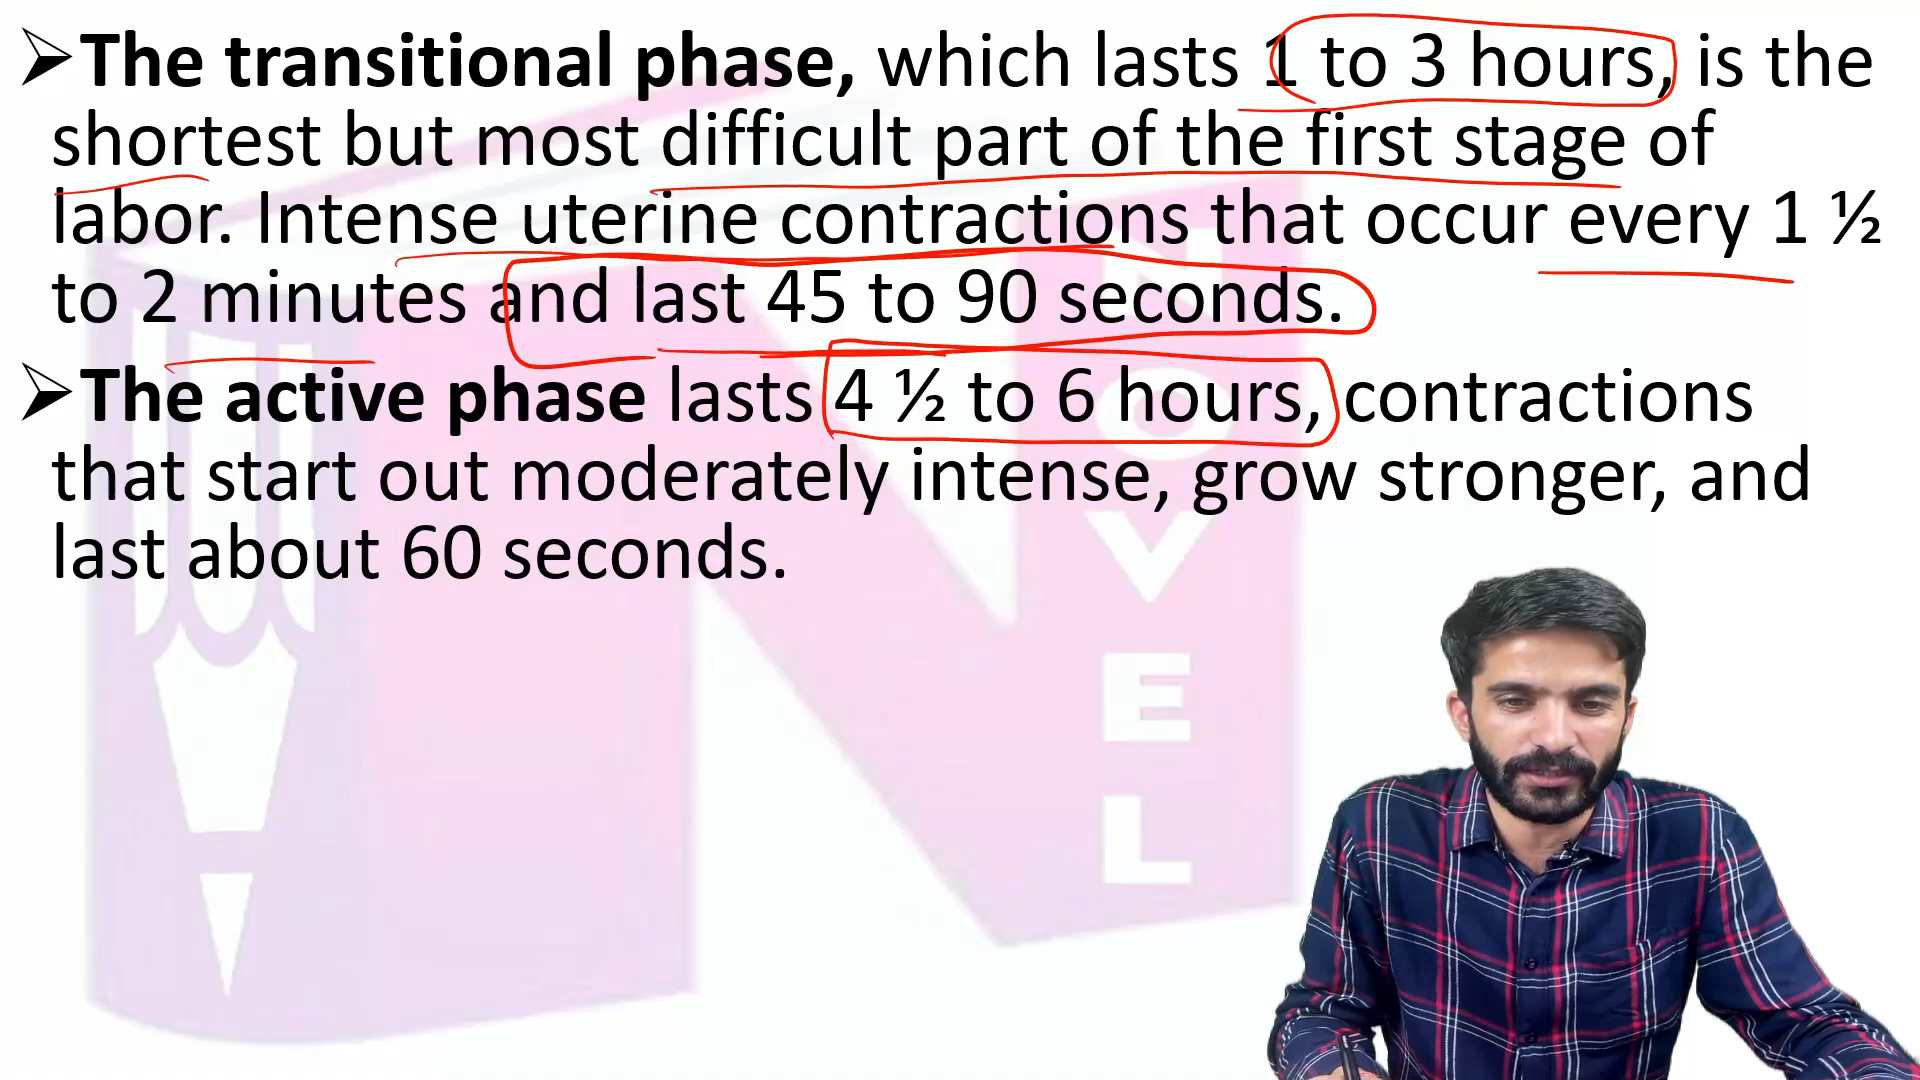 The transitional phase, which lasts 1 to 3 hours, is the
shortest but most difficult part of the first stage of
labor. Intense uterine contractions that occur every 1 ½
to 2 minutes and last 45 to 90 seconds.
The active phase lasts 4 ½ to 6 hours, contractions
that start out moderately intense, grow stronger, and
last about 60 seconds.
NOVEL